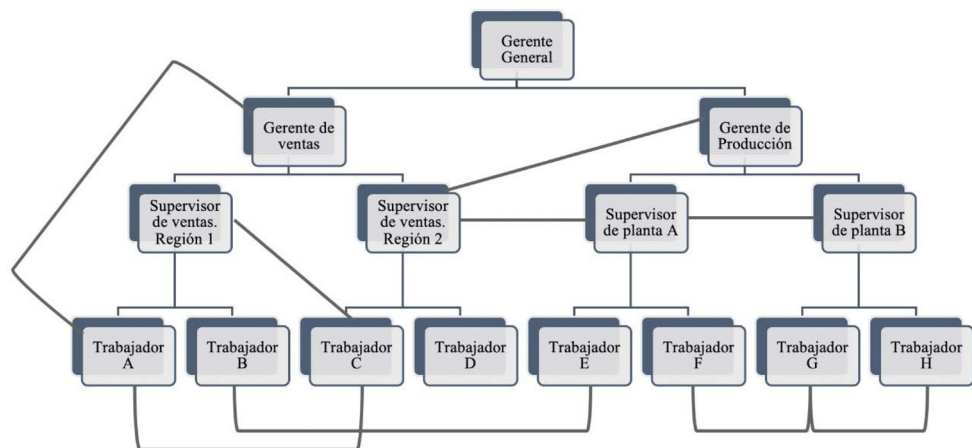 Gerente
General
Gerente de
ventas
Gerente de
Producción
Supervisor
de ventas.
Región 1
Supervisor
de ventas.
Región 2
Supervisor
de planta A
Supervisor
de planta B
Trabajador
A
Trabajador
B
Trabajador
C
Trabajador
D
Trabajador
E
Trabajador
F
Trabajador
G
Trabajador
H